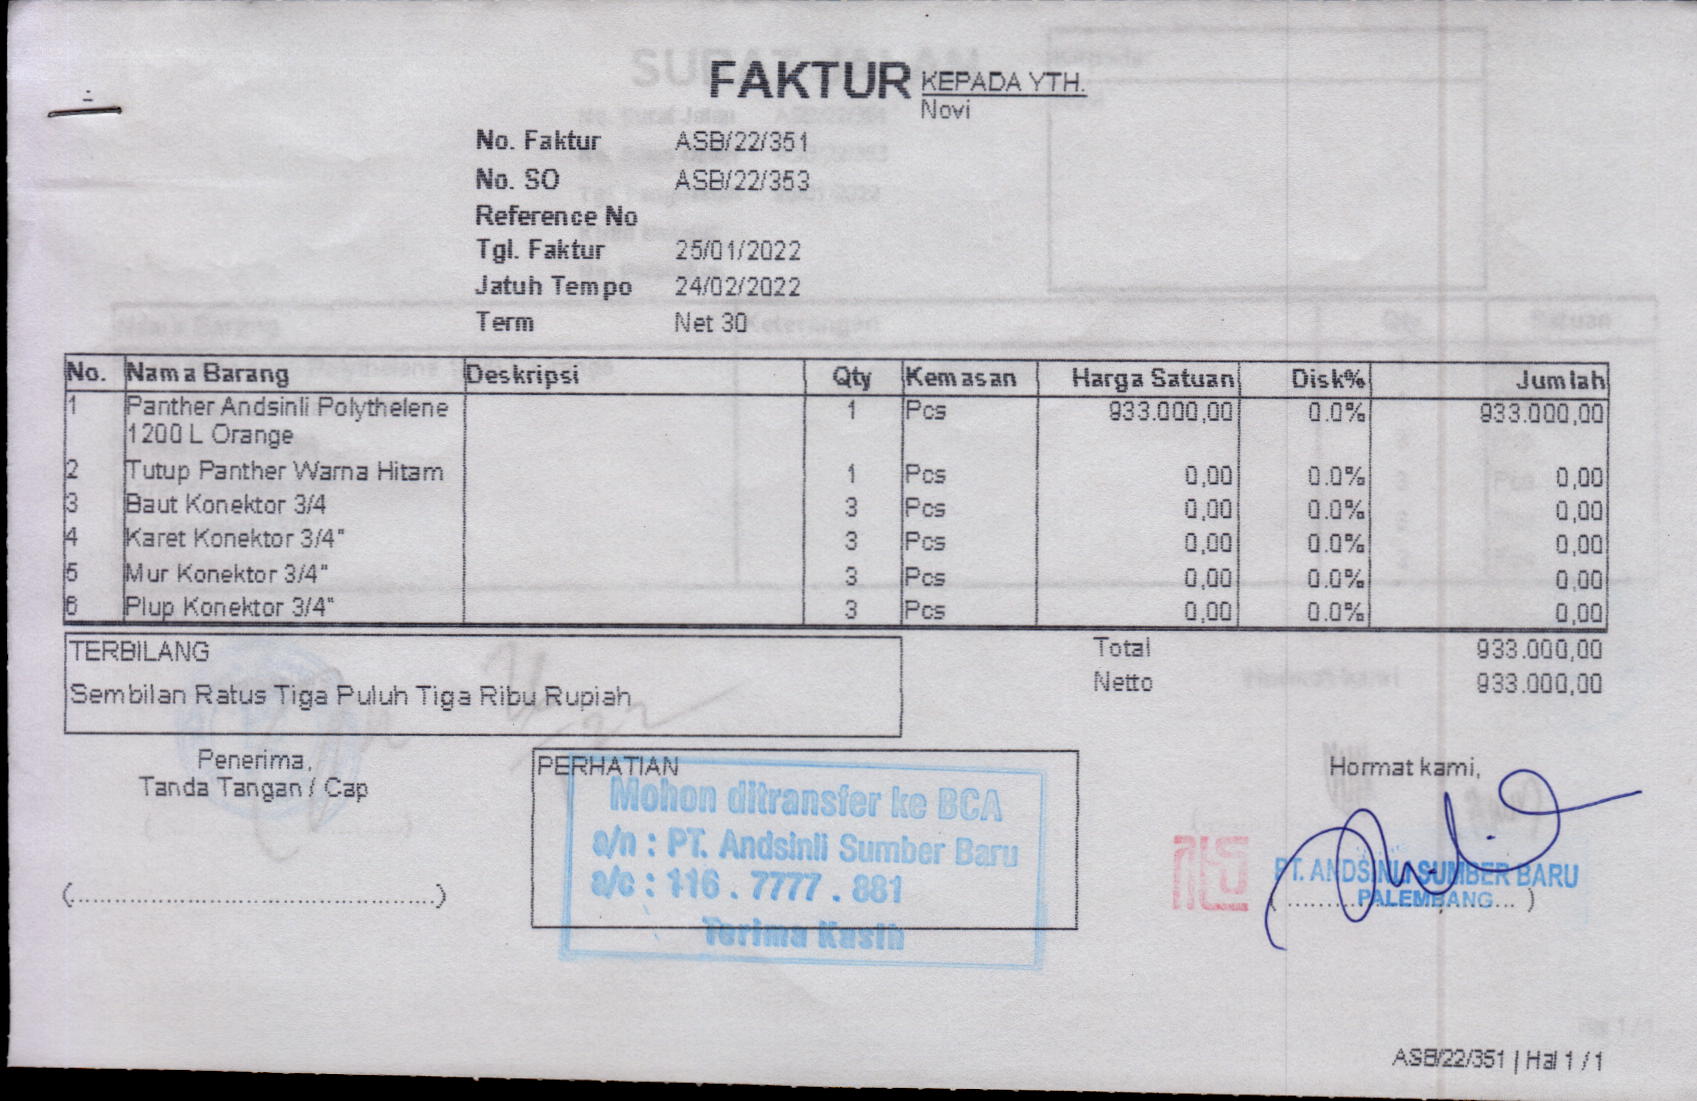 FAKTUR
KEPADA YTH.
Novi
No. Faktur ASB/22/351
No. SO ASB/22/353
Reference No
Tgl. Faktur 25/01/2022
Jatuh Tempo 24/02/2022
Term Net 30
No. Nama Barang Deskripsi Qty Kemasan Harga Satuan Disk% Jumlah
1 Panther Andsinli Polythelene 1 Pcs 933.000,00 0.0% 933.000,00
1200 L Orange
2 Tutup Panther Warna Hitam 1 Pcs 0,00 0.0% 0,00
3 Baut Konektor 3/4 3 Pcs 0,00 0.0% 0,00
4 Karet Konektor 3/4" 3 Pcs 0,00 0.0% 0,00
5 Mur Konektor 3/4" 3 Pcs 0,00 0.0% 0,00
6 Plup Konektor 3/4" 3 Pcs 0,00 0.0% 0,00
TERBILANG
Sembilan Ratus Tiga Puluh Tiga Ribu Rupiah
Total 933.000,00
Netto 933.000,00
Penerima,
Tanda Tangan / Cap
(................................................)
PERHATIAN
Mohon ditransfer ke BCA
a/n : PT. Andsinli Sumber Baru
a/c : 116 . 7777 . 881
Terima Kasih
Hormat kami,
PT. ANDSINLI SUMBER BARU
PALEMBANG
ASB/22/351 | Hal 1 / 1